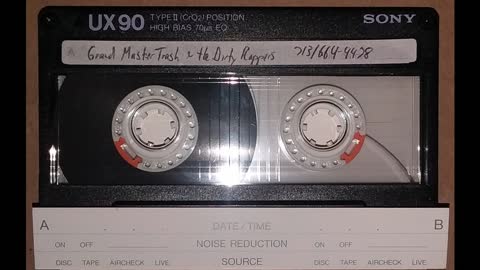 UX90 TYPE II (CrO2) POSITION SONY
HIGH BIAS 70μs EQ
A Grand Master Trash & the Dirty Rappers 713/664-4428
A DATE/TIME B
ON OFF NOISE REDUCTION ON OFF
DISC TAPE AIRCHECK LIVE SOURCE DISC TAPE AIRCHECK LIVE